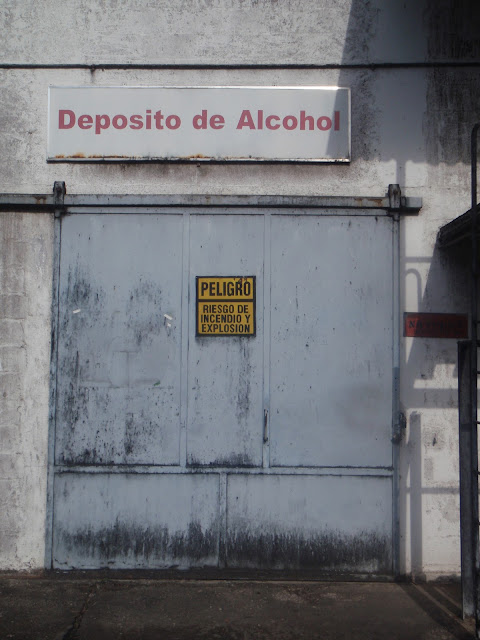 Deposito de Alcohol
PELIGRO
RIESGO DE
INCENDIO Y
EXPLOSION